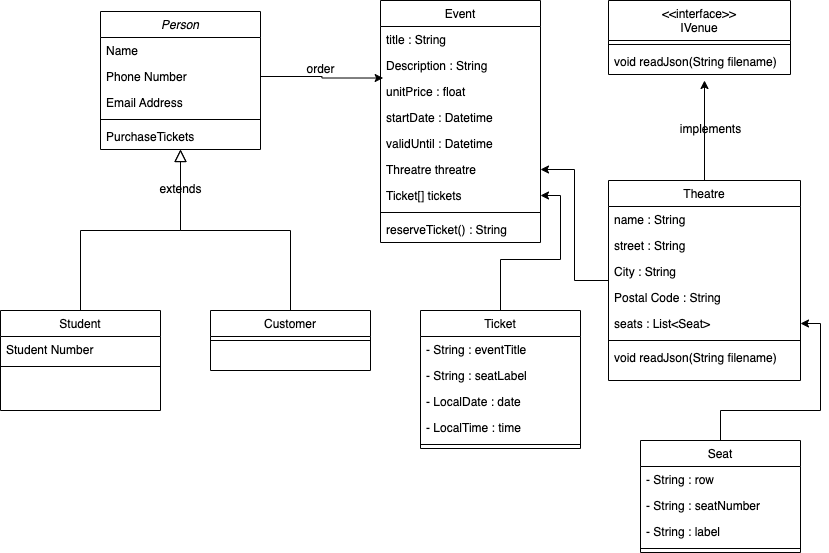 Person
Name
Phone Number
Email Address
PurchaseTickets
order
Event
title : String
Description : String
unitPrice : float
startDate : Datetime
validUntil : Datetime
Threatre threatre
Ticket[] tickets
reserveTicket() : String
<<interface>>
IVenue
void readJson(String filename)
implements
extends
Theatre
name : String
street : String
City : String
Postal Code : String
seats : List<Seat>
void readJson(String filename)
Student
Student Number
Customer
Ticket
- String : eventTitle
- String : seatLabel
- LocalDate : date
- LocalTime : time
Seat
- String : row
- String : seatNumber
- String : label